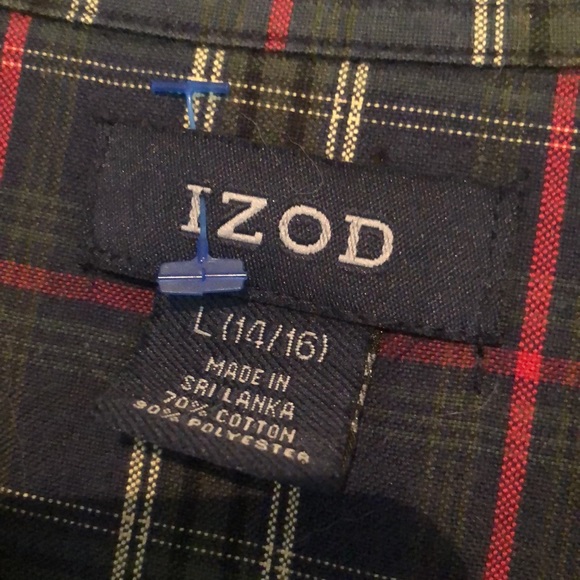 IZOD
L (14/16)
MADE IN
SRI LANKA
70% COTTON
30% POLYESTER